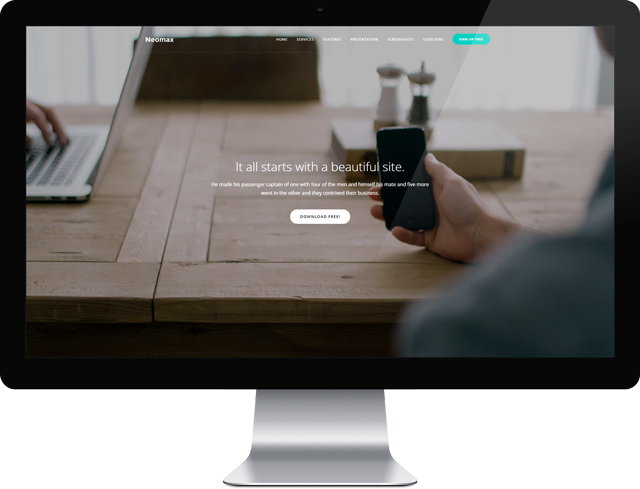 Neomax
HOME SERVICES FEATURES PRESENTATION SCREENSHOTS SUBSCRIBE SIGN UP FREE
It all starts with a beautiful site.
He made his passenger captain of one with four of the men and himself his mate and five more
went in the other and they contrived their business.
DOWNLOAD FREE!